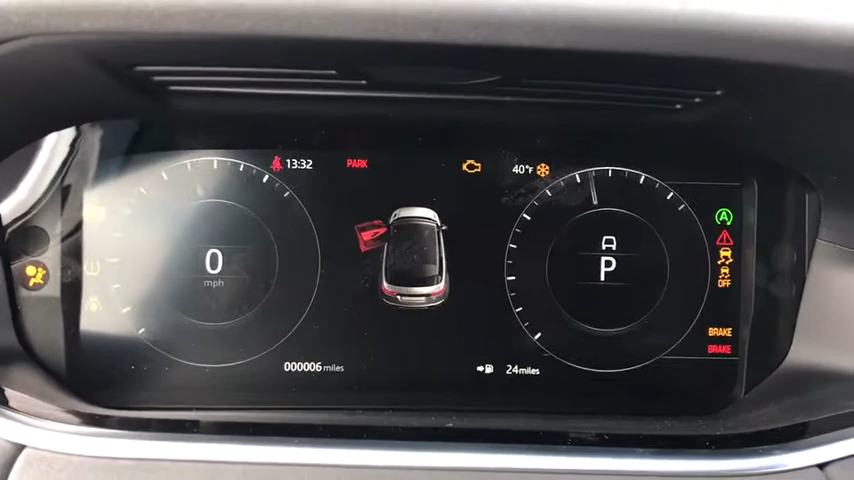 13:32
PARK
40°F
0
mph
P
A
OFF
BRAKE
BRAKE
000006 miles
24miles